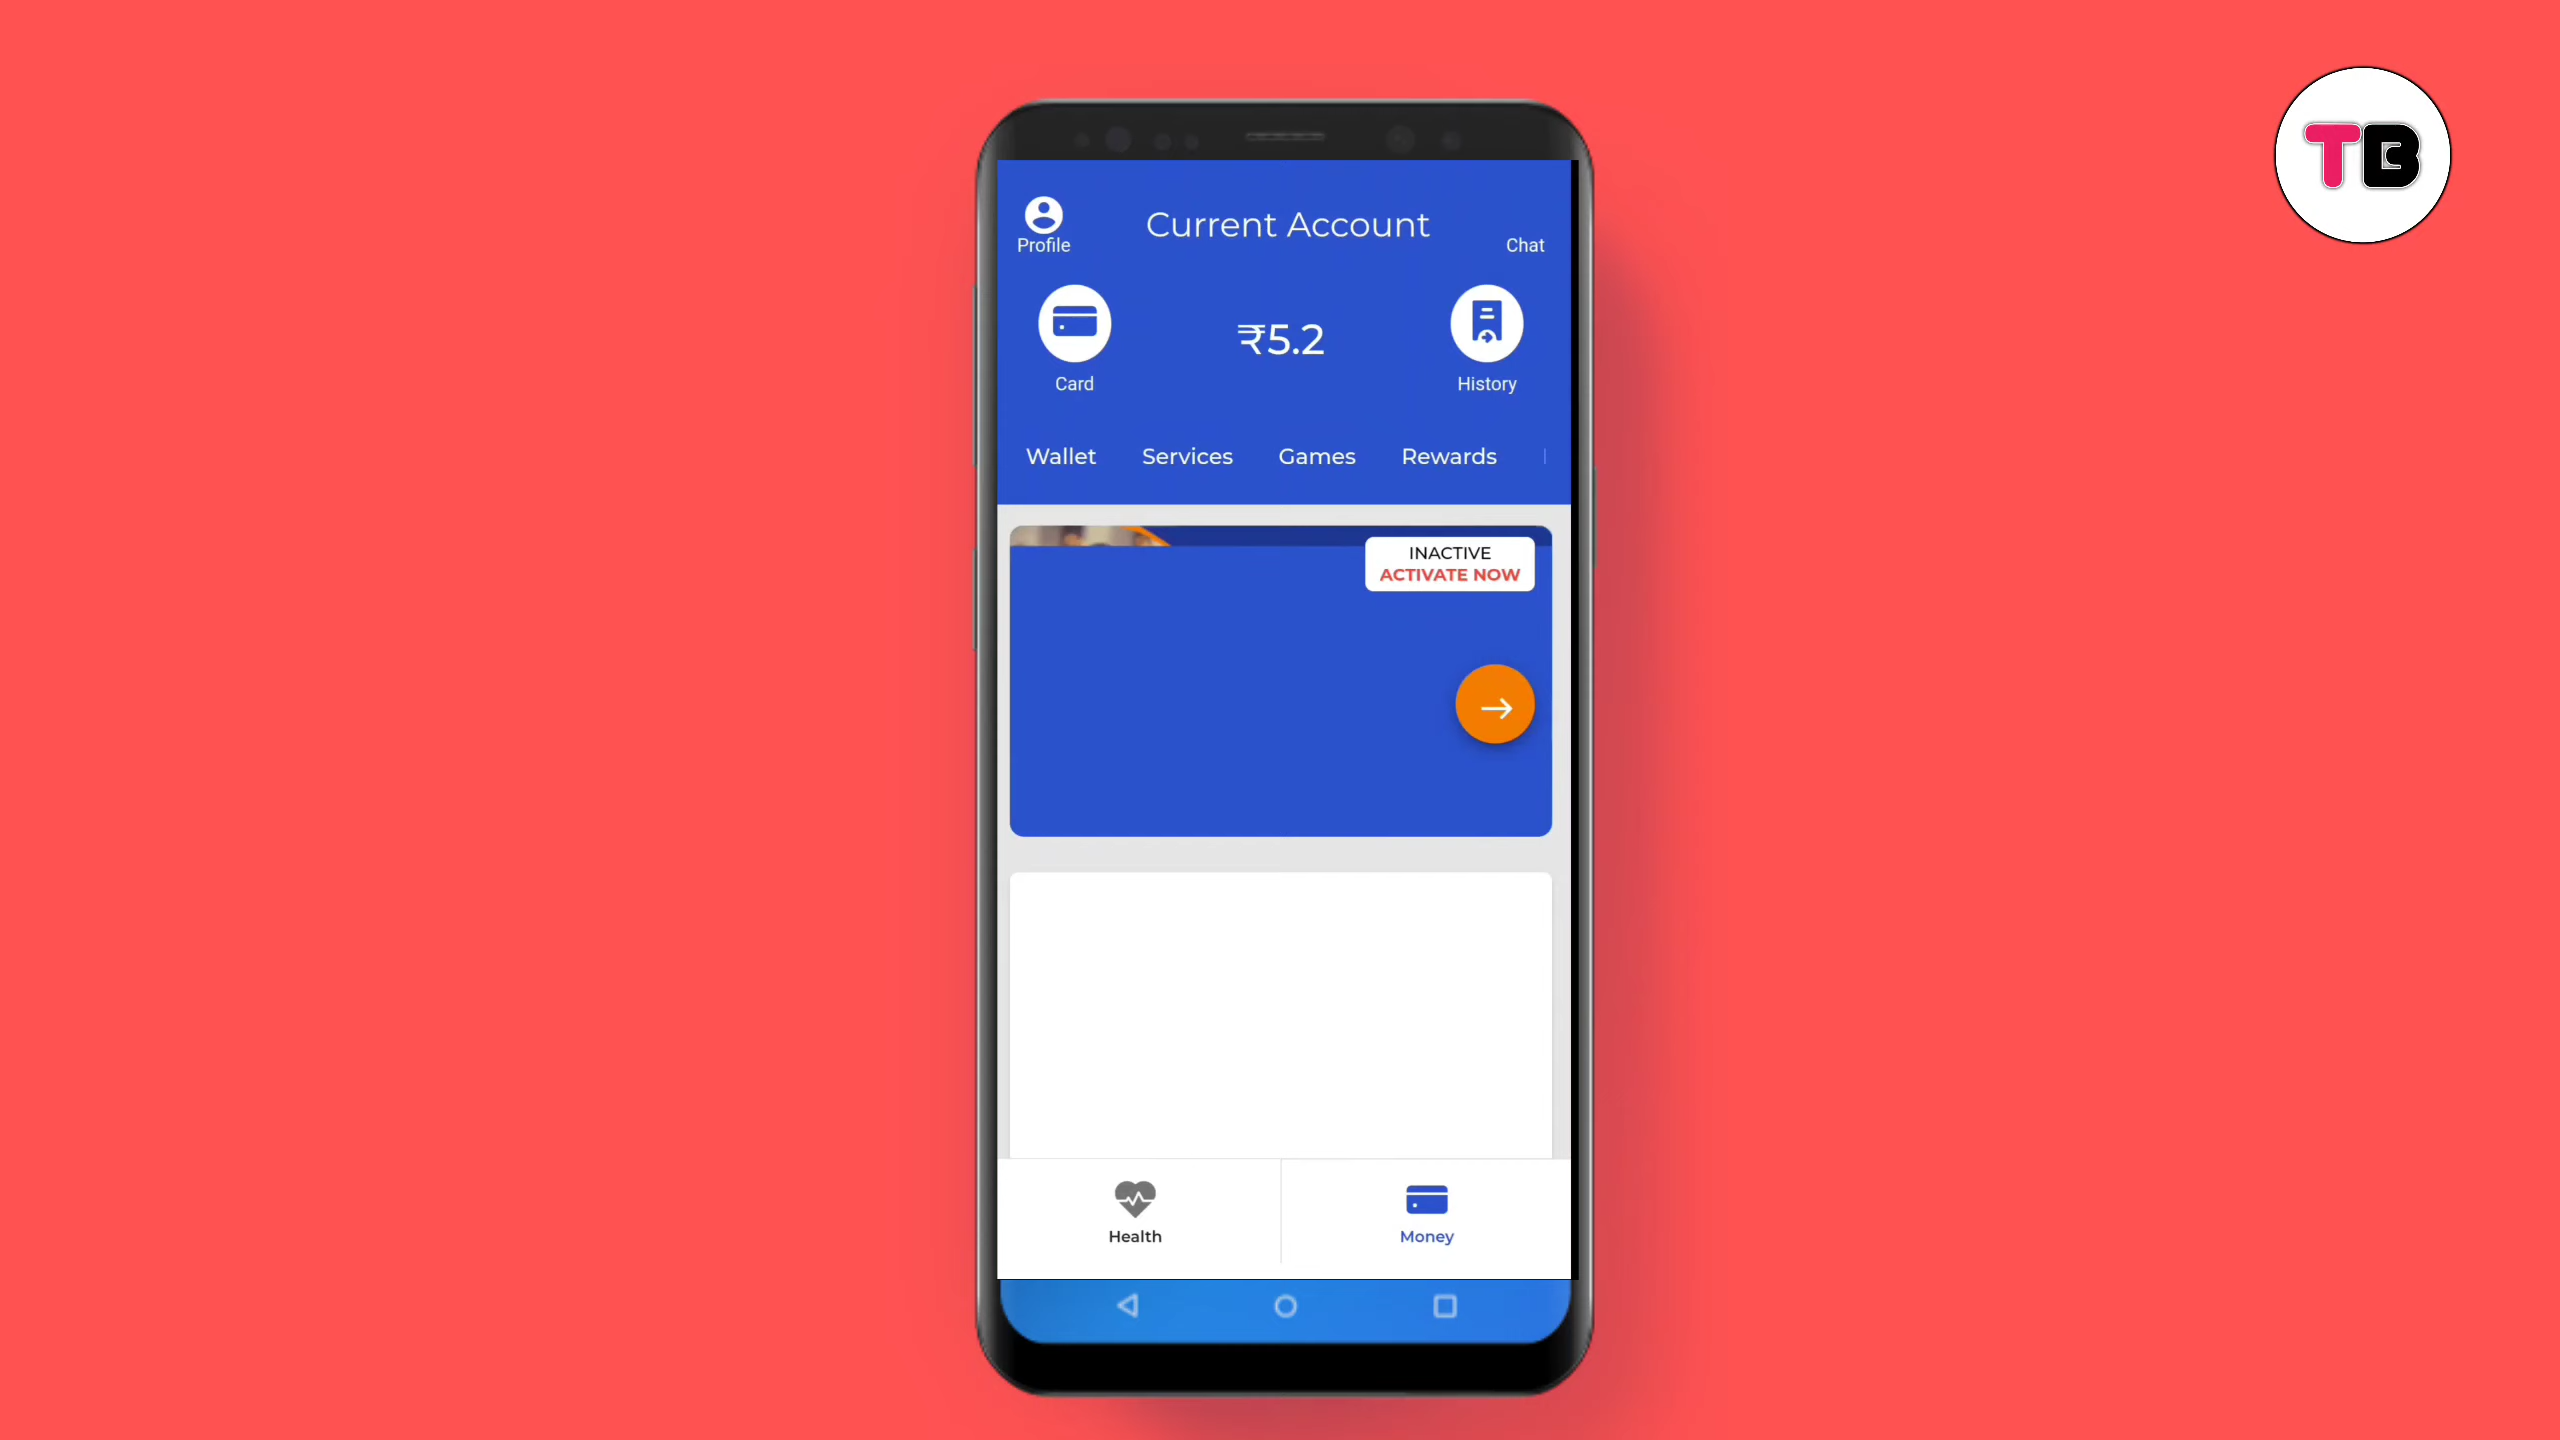 TB
Current Account
Profile
Chat
₹5.2
Card
History
Wallet Services Games Rewards
INACTIVE
ACTIVATE NOW
Health
Money